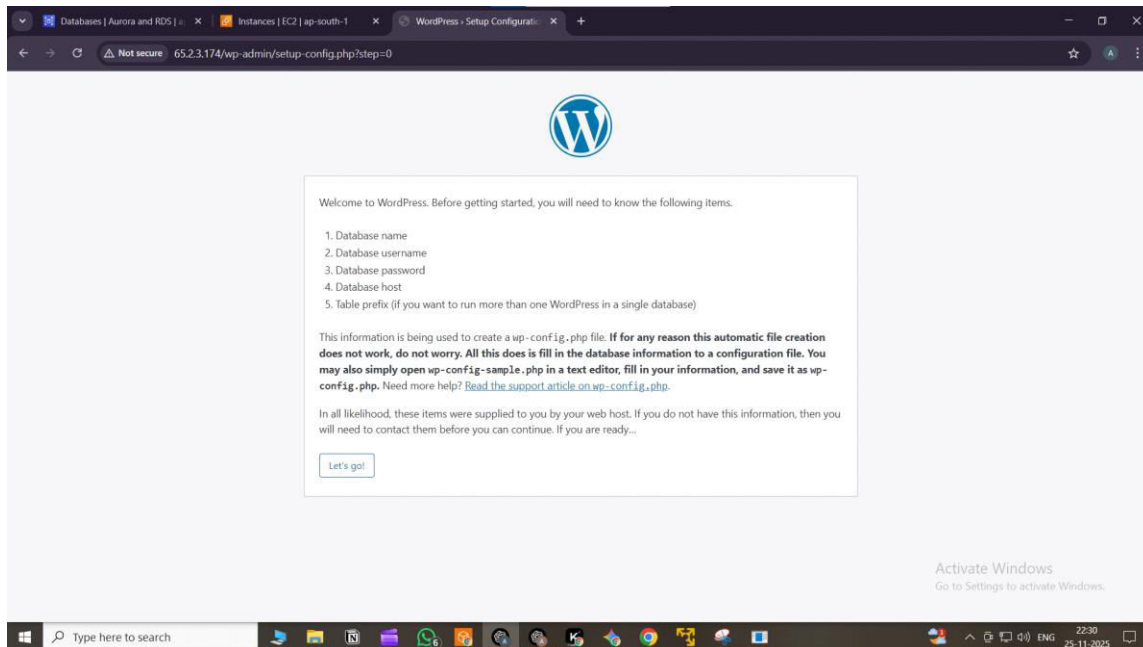 Databases | Aurora and RDS | a
Instances | EC2 | ap-south-1
WordPress › Setup Configuratio
Not secure 65.2.3.174/wp-admin/setup-config.php?step=0
A
Welcome to WordPress. Before getting started, you will need to know the following items.
1. Database name
2. Database username
3. Database password
4. Database host
5. Table prefix (if you want to run more than one WordPress in a single database)
This information is being used to create a wp-config.php file. If for any reason this automatic file creation
does not work, do not worry. All this does is fill in the database information to a configuration file. You
may also simply open wp-config-sample.php in a text editor, fill in your information, and save it as wp-
config.php. Need more help? Read the support article on wp-config.php.
In all likelihood, these items were supplied to you by your web host. If you do not have this information, then you
will need to contact them before you can continue. If you are ready...
Let's go!
Activate Windows
Go to Settings to activate Windows.
Type here to search
6
ENG
22:30
25-11-2025